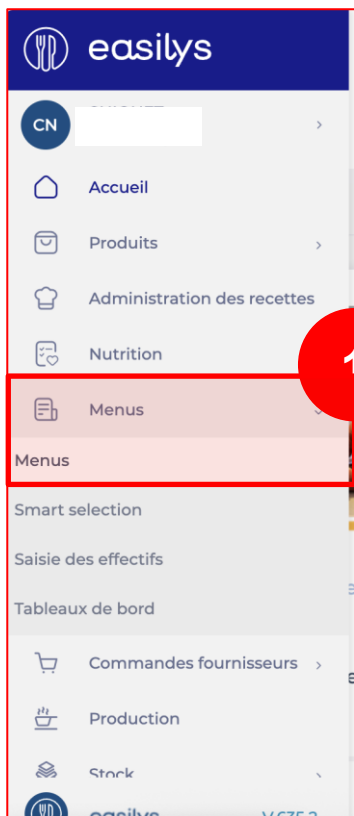 easilys
CN
Accueil
Produits
Administration des recettes
Nutrition
1
Menus
Menus
Smart selection
Saisie des effectifs
Tableaux de bord
Commandes fournisseurs
Production
Stock
easilys